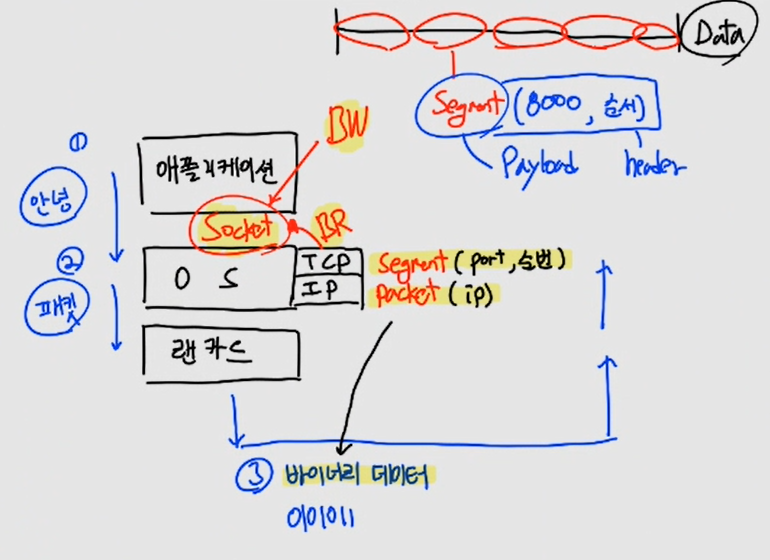 Data
Segment (8000, 순서)
Payload header
BW
①
애플리케이션
안녕
Socket BR
②
OS TCP segment (port, 순번)
패킷 IP packet (ip)
랜카드
③ 바이너리 데이터
0101011